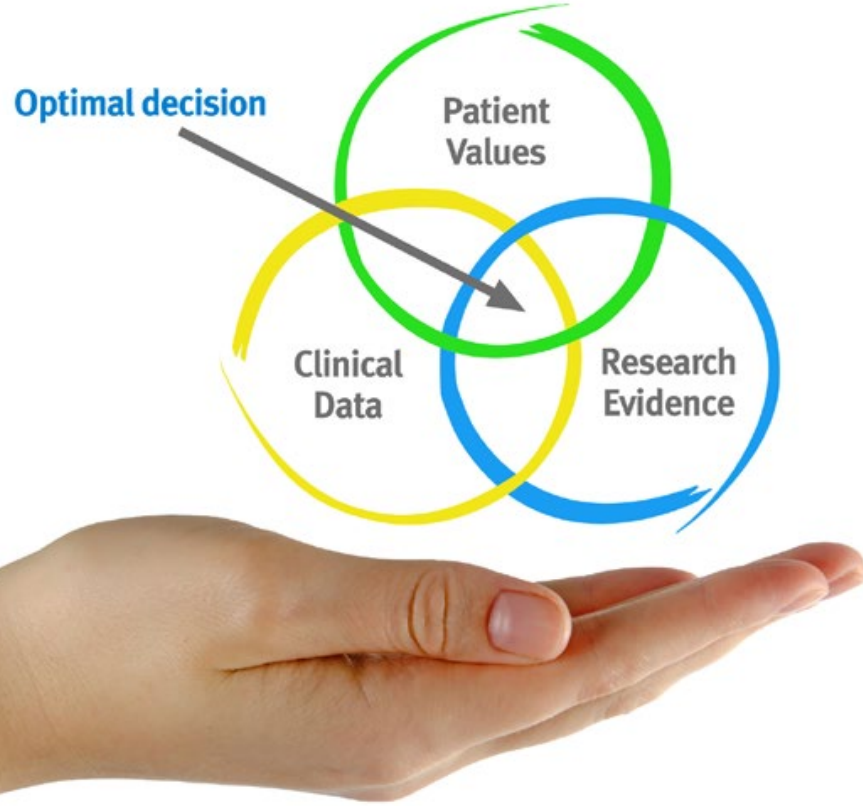 Optimal decision
Patient
Values
Clinical
Data
Research
Evidence